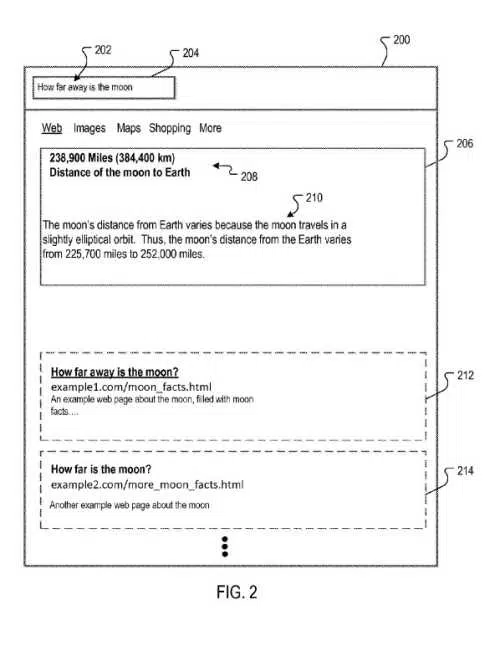 200
202
204
How far away is the moon
Web Images Maps Shopping More
206
238,900 Miles (384,400 km)
Distance of the moon to Earth
208
210
The moon's distance from Earth varies because the moon travels in a
slightly elliptical orbit. Thus, the moon's distance from the Earth varies
from 225,700 miles to 252,000 miles.
How far away is the moon?
example1.com/moon_facts.html
An example web page about the moon, filled with moon
facts....
212
How far is the moon?
example2.com/more_moon_facts.html
Another example web page about the moon
214
FIG. 2